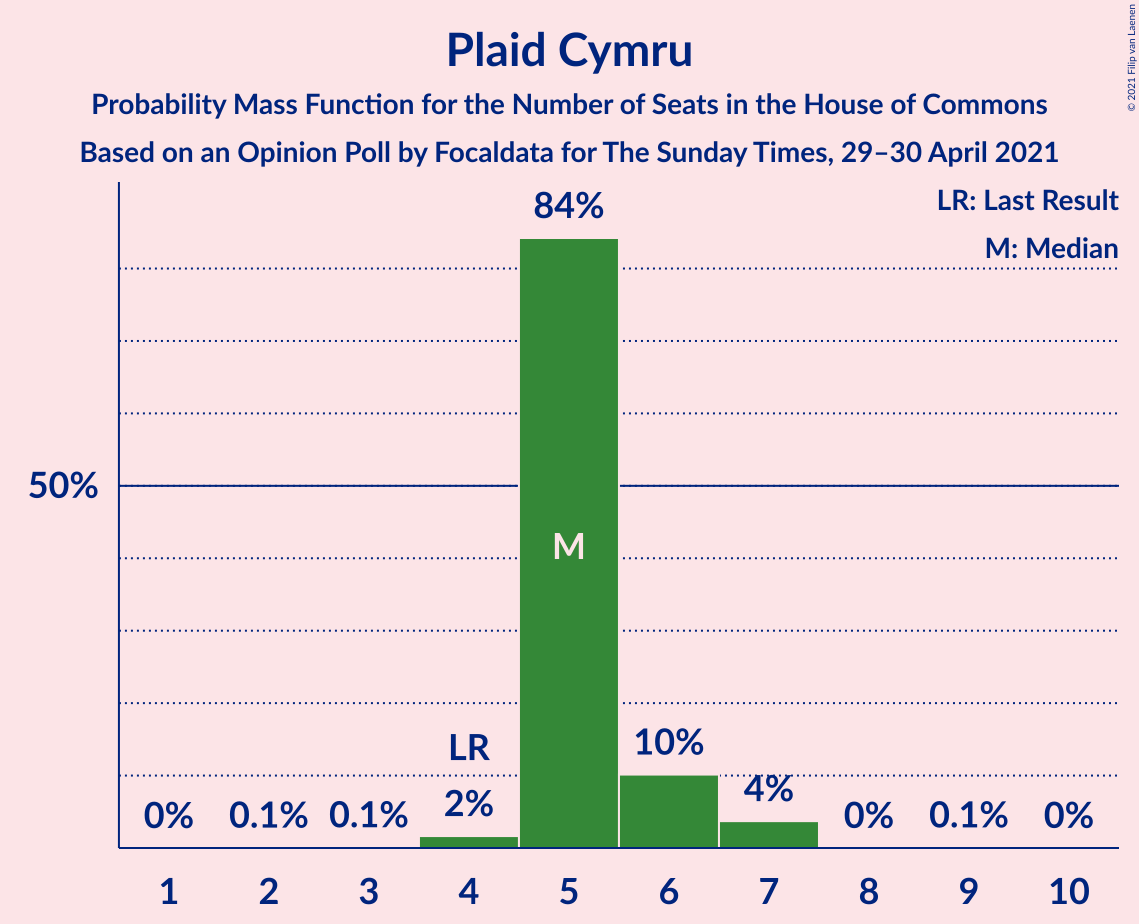 Plaid Cymru
Probability Mass Function for the Number of Seats in the House of Commons
Based on an Opinion Poll by Focaldata for The Sunday Times, 29–30 April 2021
© 2021 Filip van Laenen
LR: Last Result
M: Median
84%
50%
M
LR
10%
0% 0.1% 0.1% 2% 4% 0% 0.1% 0%
1 2 3 4 5 6 7 8 9 10